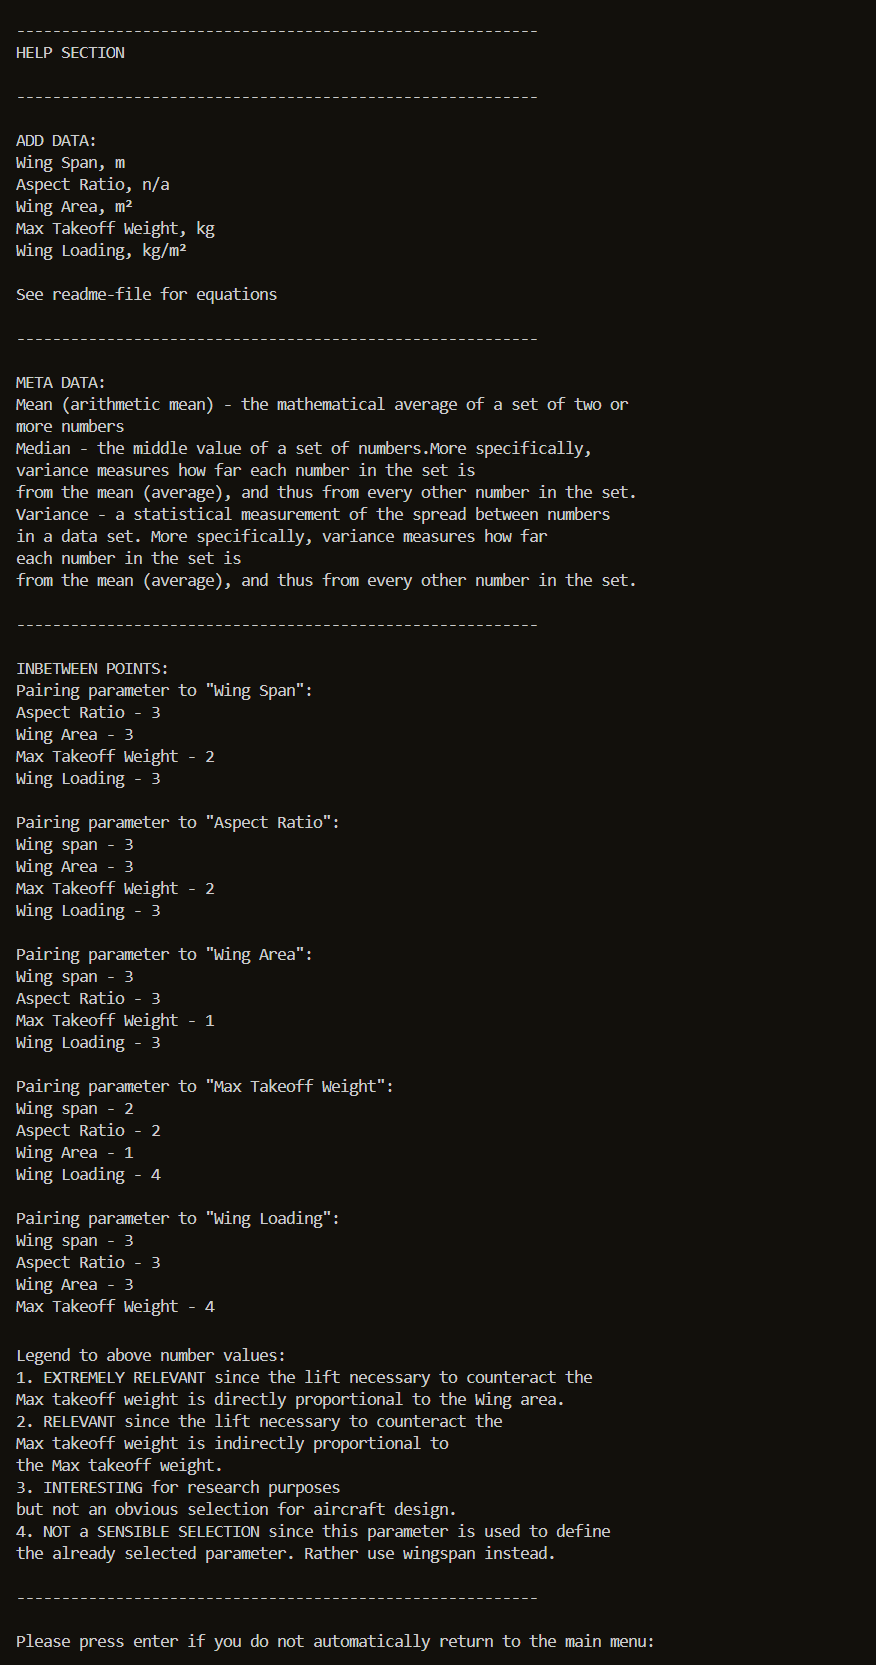 ----------------------------------------------------------
HELP SECTION
----------------------------------------------------------
ADD DATA:
Wing Span, m
Aspect Ratio, n/a
Wing Area, m²
Max Takeoff Weight, kg
Wing Loading, kg/m²
See readme-file for equations
----------------------------------------------------------
META DATA:
Mean (arithmetic mean) - the mathematical average of a set of two or
more numbers
Median - the middle value of a set of numbers.More specifically,
variance measures how far each number in the set is
from the mean (average), and thus from every other number in the set.
Variance - a statistical measurement of the spread between numbers
in a data set. More specifically, variance measures how far
each number in the set is
from the mean (average), and thus from every other number in the set.
----------------------------------------------------------
INBETWEEN POINTS:
Pairing parameter to "Wing Span":
Aspect Ratio - 3
Wing Area - 3
Max Takeoff Weight - 2
Wing Loading - 3
Pairing parameter to "Aspect Ratio":
Wing span - 3
Wing Area - 3
Max Takeoff Weight - 2
Wing Loading - 3
Pairing parameter to "Wing Area":
Wing span - 3
Aspect Ratio - 3
Max Takeoff Weight - 1
Wing Loading - 3
Pairing parameter to "Max Takeoff Weight":
Wing span - 2
Aspect Ratio - 2
Wing Area - 1
Wing Loading - 4
Pairing parameter to "Wing Loading":
Wing span - 3
Aspect Ratio - 3
Wing Area - 3
Max Takeoff Weight - 4
Legend to above number values:
1. EXTREMELY RELEVANT since the lift necessary to counteract the
Max takeoff weight is directly proportional to the Wing area.
2. RELEVANT since the lift necessary to counteract the
Max takeoff weight is indirectly proportional to
the Max takeoff weight.
3. INTERESTING for research purposes
but not an obvious selection for aircraft design.
4. NOT a SENSIBLE SELECTION since this parameter is used to define
the already selected parameter. Rather use wingspan instead.
----------------------------------------------------------
Please press enter if you do not automatically return to the main menu: